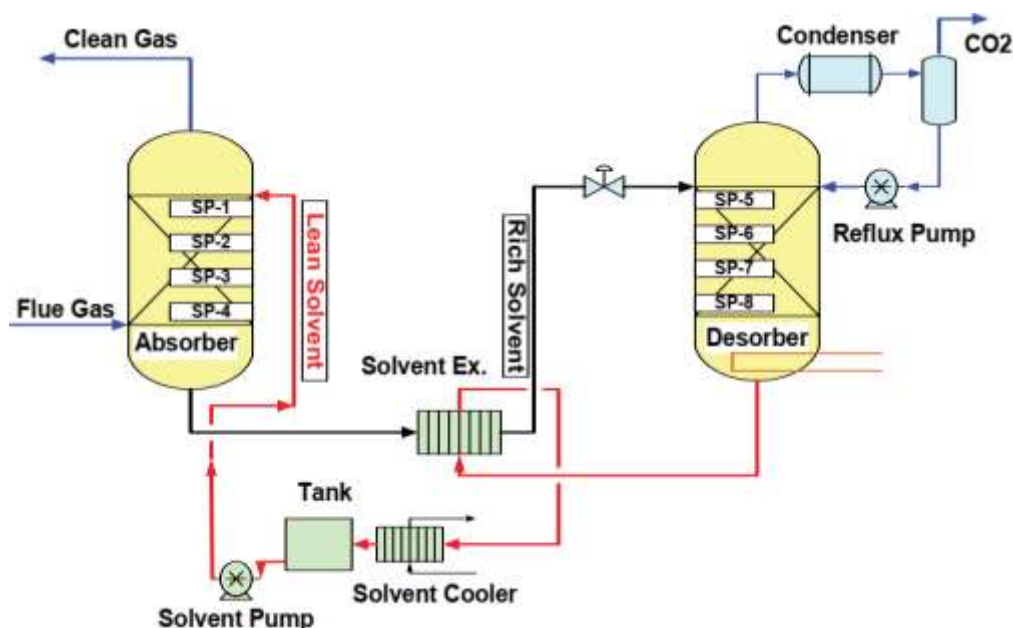 Clean Gas
Condenser
CO2
SP-1
SP-2
SP-3
SP-4
Lean Solvent
Rich Solvent
SP-5
SP-6
SP-7
SP-8
Reflux Pump
Flue Gas
Absorber
Desorber
Solvent Ex.
Tank
Solvent Cooler
Solvent Pump